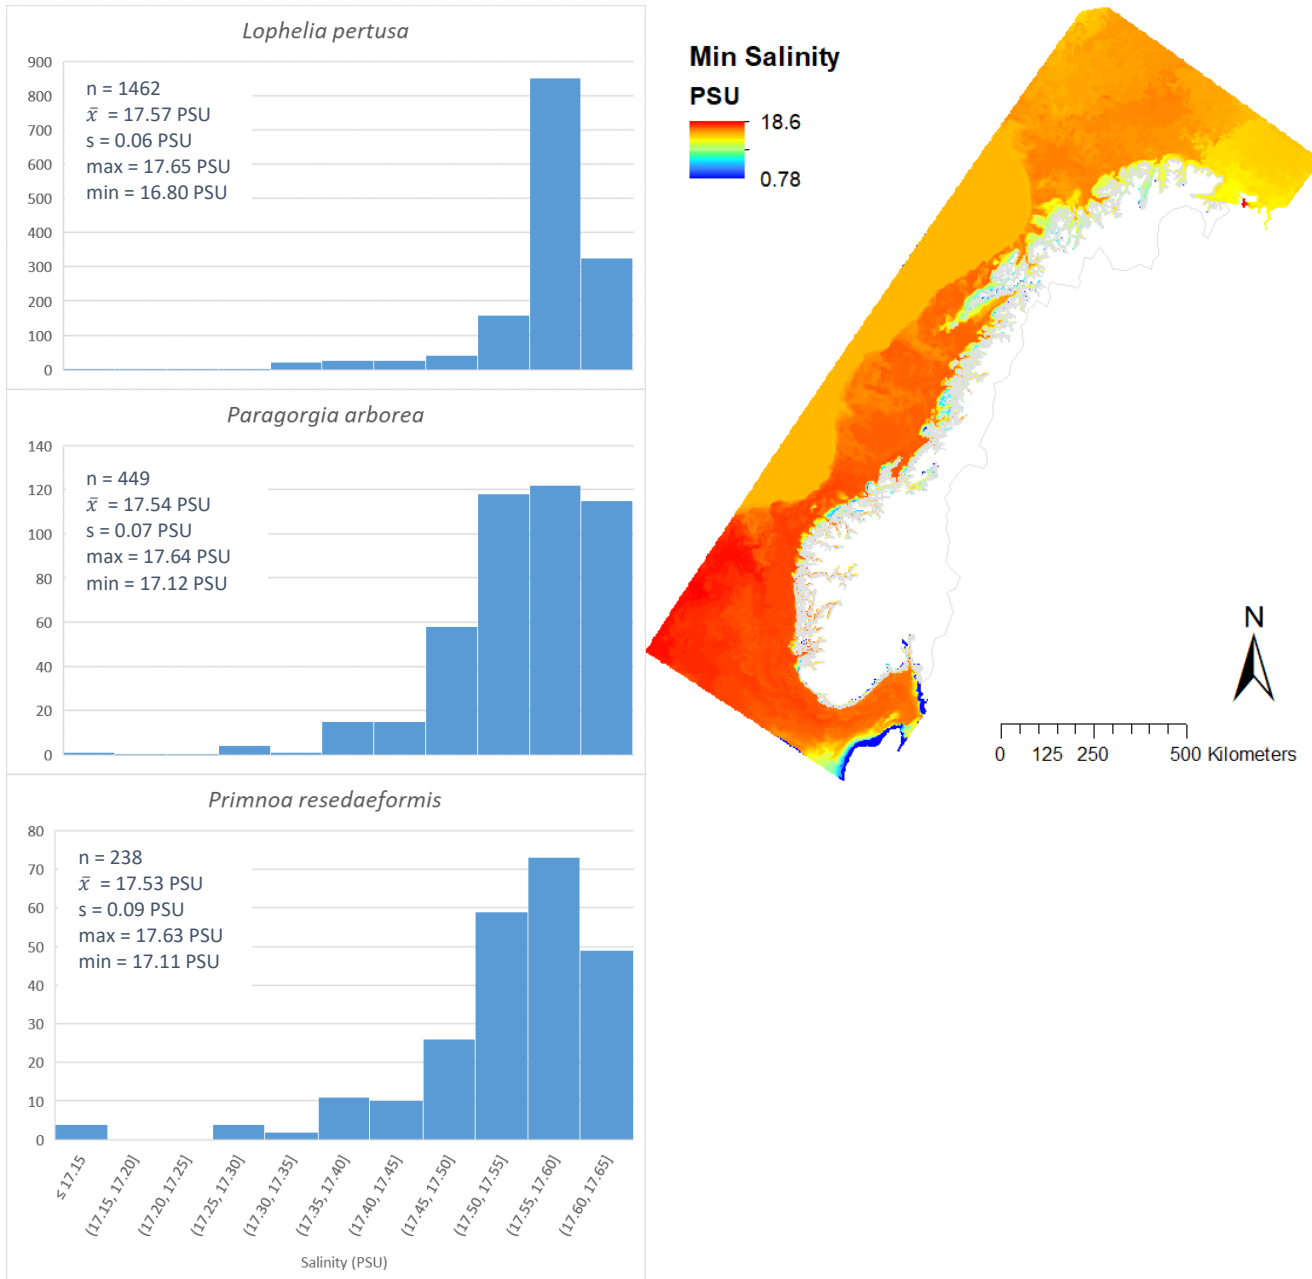 Lophelia pertusa
900
800
700
600
500
400
300
200
100
0
n = 1462
x̄ = 17.57 PSU
s = 0.06 PSU
max = 17.65 PSU
min = 16.80 PSU
Paragorgia arborea
140
120
100
80
60
40
20
0
n = 449
x̄ = 17.54 PSU
s = 0.07 PSU
max = 17.64 PSU
min = 17.12 PSU
Primnoa resedaeformis
80
70
60
50
40
30
20
10
0
n = 238
x̄ = 17.53 PSU
s = 0.09 PSU
max = 17.63 PSU
min = 17.11 PSU
≤ 17.15
(17.15, 17.20]
(17.20, 17.25]
(17.25, 17.30]
(17.30, 17.35]
(17.35, 17.40]
(17.40, 17.45]
(17.45, 17.50]
(17.50, 17.55]
(17.55, 17.60]
(17.60, 17.65]
Salinity (PSU)
Min Salinity
PSU
18.6
0.78
N
0 125 250 500 Kilometers